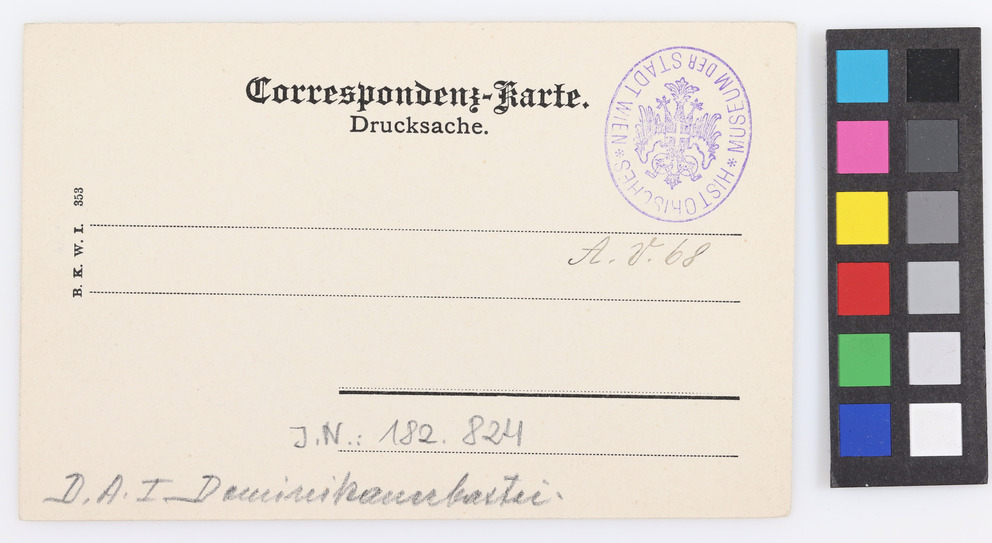 Correspondenz-Karte.
Drucksache.
HISTORISCHES * MUSEUM DER STADT WIEN *
B. K. W. I. 353
A. V. 68
J.N.: 182. 824
D. A. I Dominikanerbastei.